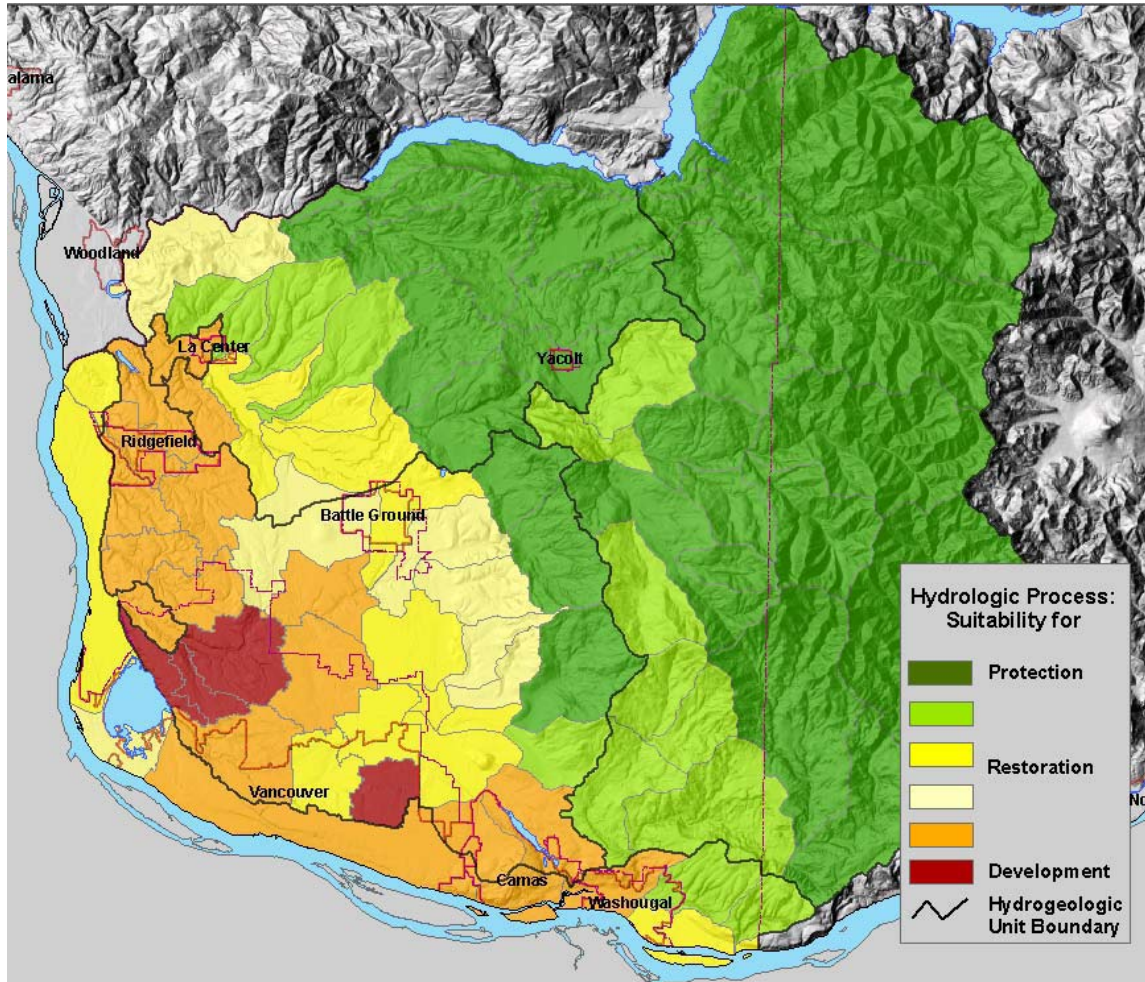 alama
Woodland
La Center
Yacolt
Ridgefield
Battle Ground
Vancouver
Camas
Washougal
No
Hydrologic Process:
Suitability for
Protection
Restoration
Development
Hydrogeologic
Unit Boundary